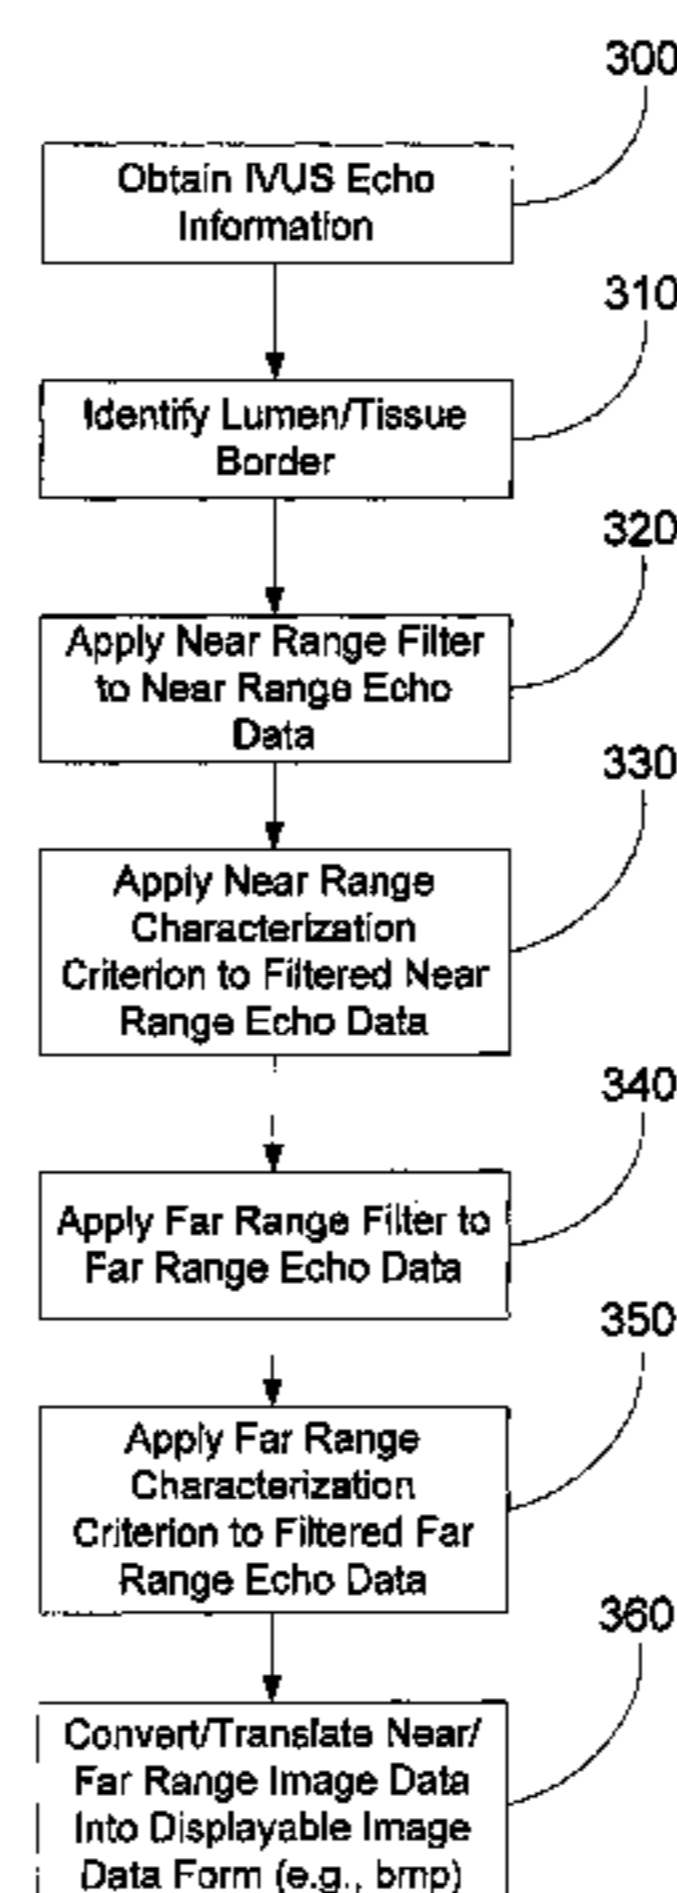 300
Obtain IVUS Echo
Information
310
Identify Lumen/Tissue
Border
320
Apply Near Range Filter
to Near Range Echo
Data
330
Apply Near Range
Characterization
Criterion to Filtered Near
Range Echo Data
340
Apply Far Range Filter to
Far Range Echo Data
350
Apply Far Range
Characterization
Criterion to Filtered Far
Range Echo Data
360
Convert/Translate Near/
Far Range Image Data
Into Displayable Image
Data Form (e.g., bmp)